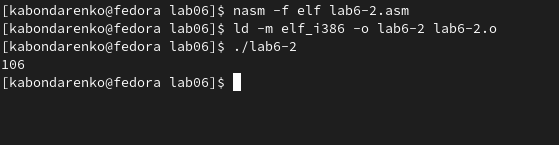 [kabondarenko@fedora lab06]$ nasm -f elf lab6-2.asm
[kabondarenko@fedora lab06]$ ld -m elf_i386 -o lab6-2 lab6-2.o
[kabondarenko@fedora lab06]$ ./lab6-2
106
[kabondarenko@fedora lab06]$